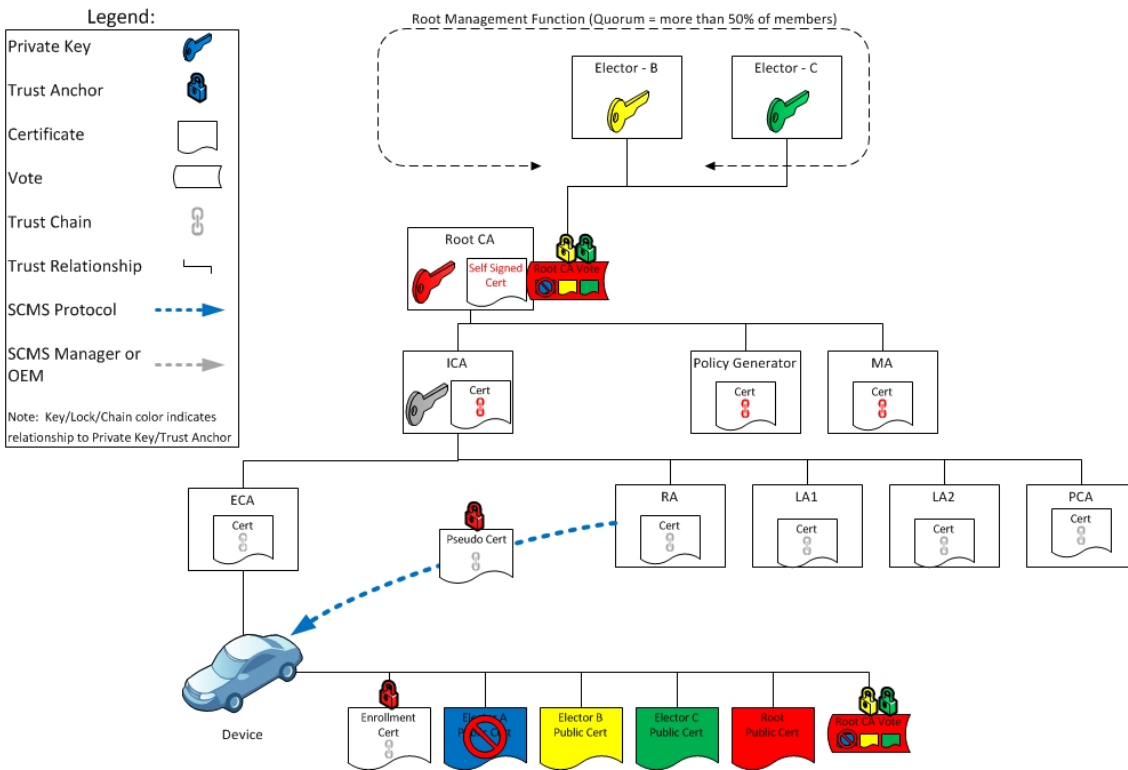 Legend:
Private Key
Trust Anchor
Certificate
Vote
Trust Chain
Trust Relationship
SCMS Protocol
SCMS Manager or
OEM
Note:  Key/Lock/Chain color indicates
relationship to Private Key/Trust Anchor
Root Management Function (Quorum = more than 50% of members)
Elector - B
Elector - C
Root CA
Self Signed
Cert
Root CA Vote
ICA
Cert
Policy Generator
Cert
MA
Cert
ECA
Cert
Pseudo Cert
RA
Cert
LA1
Cert
LA2
Cert
PCA
Cert
Device
Enrollment
Cert
Elector A
Public Cert
Elector B
Public Cert
Elector C
Public Cert
Root
Public Cert
Root CA Vote